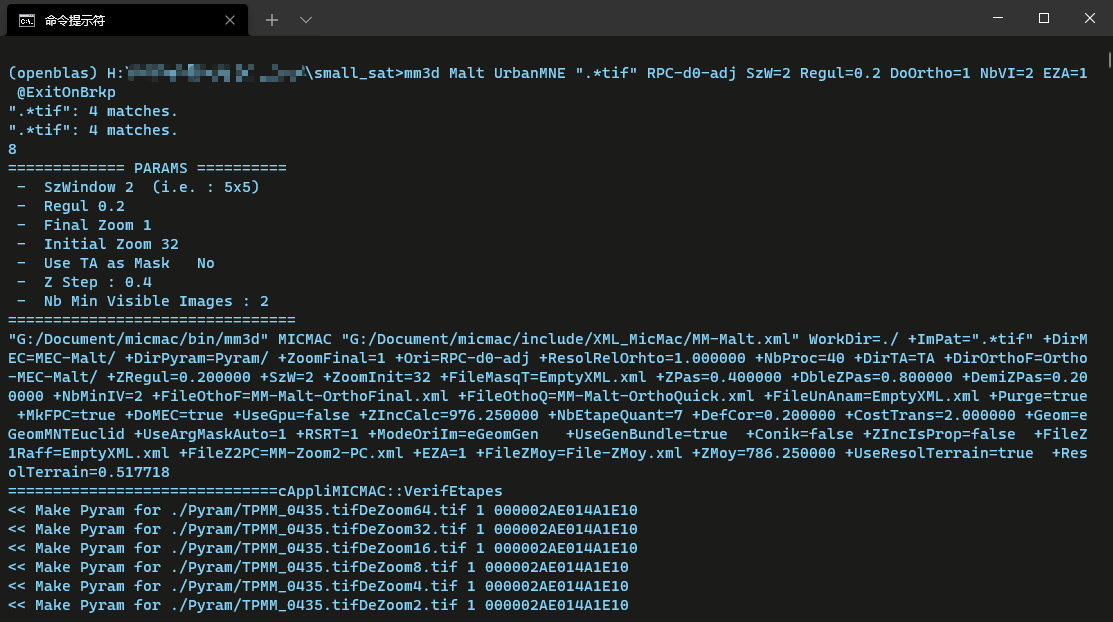 命令提示符
(openblas) H:\ \small_sat>mm3d Malt UrbanMNE ".*tif" RPC-d0-adj SzW=2 Regul=0.2 DoOrtho=1 NbVI=2 EZA=1
@ExitOnBrkp
".*tif": 4 matches.
".*tif": 4 matches.
8
============= PARAMS ==========
-  SzWindow 2  (i.e. : 5x5)
-  Regul 0.2
-  Final Zoom 1
-  Initial Zoom 32
-  Use TA as Mask   No
-  Z Step : 0.4
-  Nb Min Visible Images : 2
================================
"G:/Document/micmac/bin/mm3d" MICMAC "G:/Document/micmac/include/XML_MicMac/MM-Malt.xml" WorkDir=./ +ImPat=".*tif" +DirM
EC=MEC-Malt/ +DirPyram=Pyram/ +ZoomFinal=1 +Ori=RPC-d0-adj +ResolRelOrhto=1.000000 +NbProc=40 +DirTA=TA +DirOrthoF=Ortho
-MEC-Malt/ +ZRegul=0.200000 +SzW=2 +ZoomInit=32 +FileMasqT=EmptyXML.xml +ZPas=0.400000 +DbleZPas=0.800000 +DemiZPas=0.20
0000 +NbMinIV=2 +FileOthoF=MM-Malt-OrthoFinal.xml +FileOthoQ=MM-Malt-OrthoQuick.xml +FileUnAnam=EmptyXML.xml +Purge=true
+MkFPC=true +DoMEC=true +UseGpu=false +ZIncCalc=976.250000 +NbEtapeQuant=7 +DefCor=0.200000 +CostTrans=2.000000 +Geom=e
GeomMNTEuclid +UseArgMaskAuto=1 +RSRT=1 +ModeOriIm=eGeomGen   +UseGenBundle=true  +Conik=false +ZIncIsProp=false  +FileZ
1Raff=EmptyXML.xml +FileZ2PC=MM-Zoom2-PC.xml +EZA=1 +FileZMoy=File-ZMoy.xml +ZMoy=786.250000 +UseResolTerrain=true  +Res
olTerrain=0.517718
==============================cAppliMICMAC::VerifEtapes
<< Make Pyram for ./Pyram/TPMM_0435.tifDeZoom64.tif 1 000002AE014A1E10
<< Make Pyram for ./Pyram/TPMM_0435.tifDeZoom32.tif 1 000002AE014A1E10
<< Make Pyram for ./Pyram/TPMM_0435.tifDeZoom16.tif 1 000002AE014A1E10
<< Make Pyram for ./Pyram/TPMM_0435.tifDeZoom8.tif 1 000002AE014A1E10
<< Make Pyram for ./Pyram/TPMM_0435.tifDeZoom4.tif 1 000002AE014A1E10
<< Make Pyram for ./Pyram/TPMM_0435.tifDeZoom2.tif 1 000002AE014A1E10